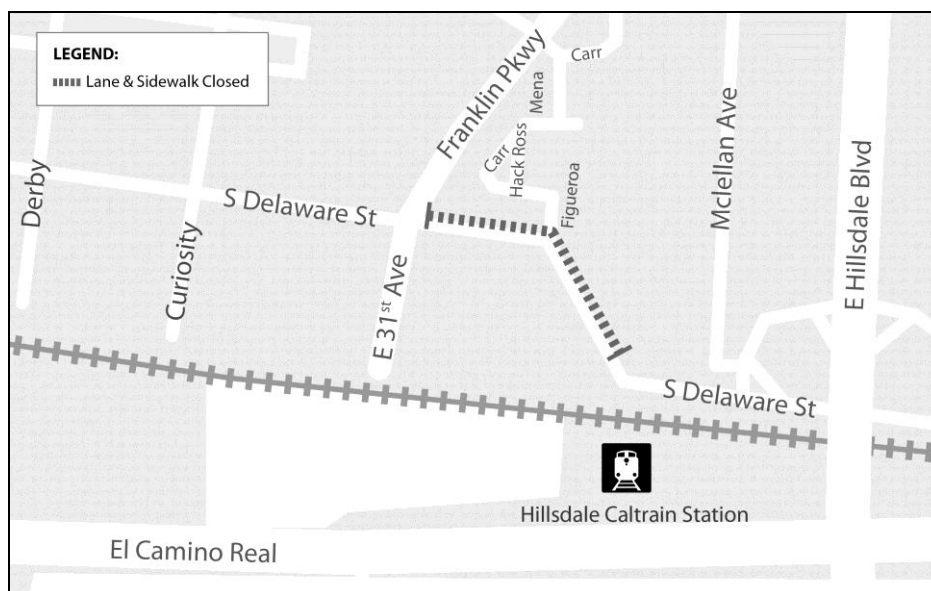 LEGEND:
Lane & Sidewalk Closed
Franklin Pkwy
Carr
Mena
Hack Ross
Carr
Figueroa
Mclellan Ave
E Hillsdale Blvd
Derby
S Delaware St
Curiosity
E 31st Ave
S Delaware St
Hillsdale Caltrain Station
El Camino Real